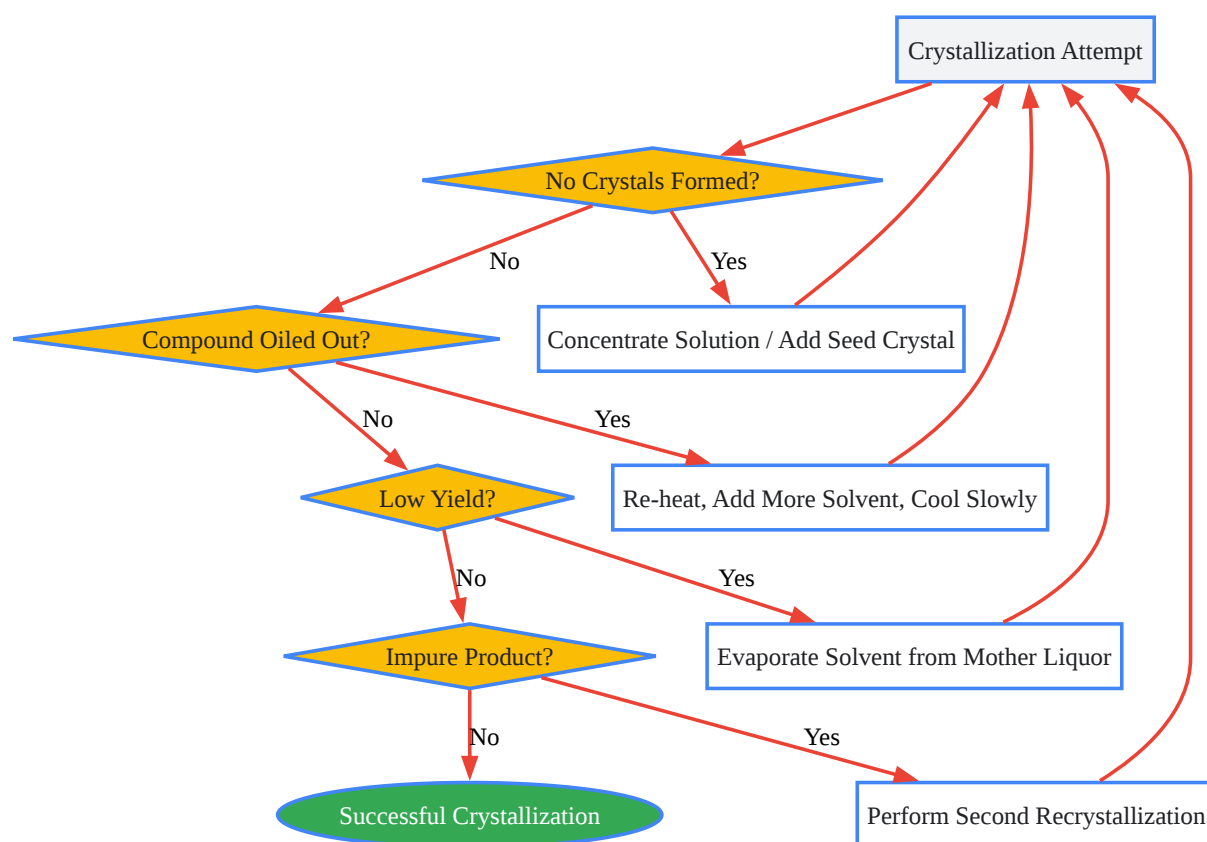 Crystallization Attempt
No Crystals Formed?
No
Yes
Compound Oiled Out?
Concentrate Solution / Add Seed Crystal
No
Yes
Low Yield?
Re-heat, Add More Solvent, Cool Slowly
No
Yes
Impure Product?
Evaporate Solvent from Mother Liquor
No
Yes
Successful Crystallization
Perform Second Recrystallization